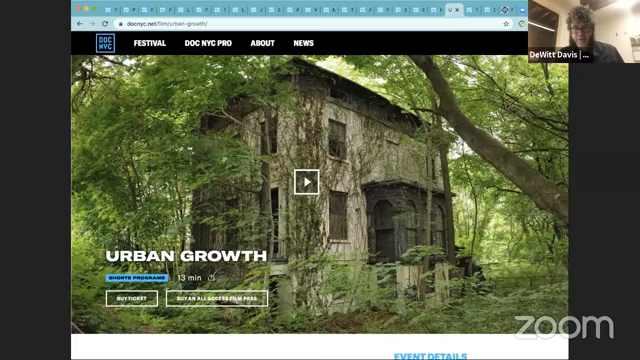 docnyc.net/film/urban-growth/
DOC
NYC
FESTIVAL
DOC NYC PRO
ABOUT
NEWS
DeWitt Davis | ...
URBAN GROWTH
SHORTS PROGRAMS
13 min
BUY TICKET
BUY AN ALL ACCESS FILM PASS
zoom
EVENT DETAILS